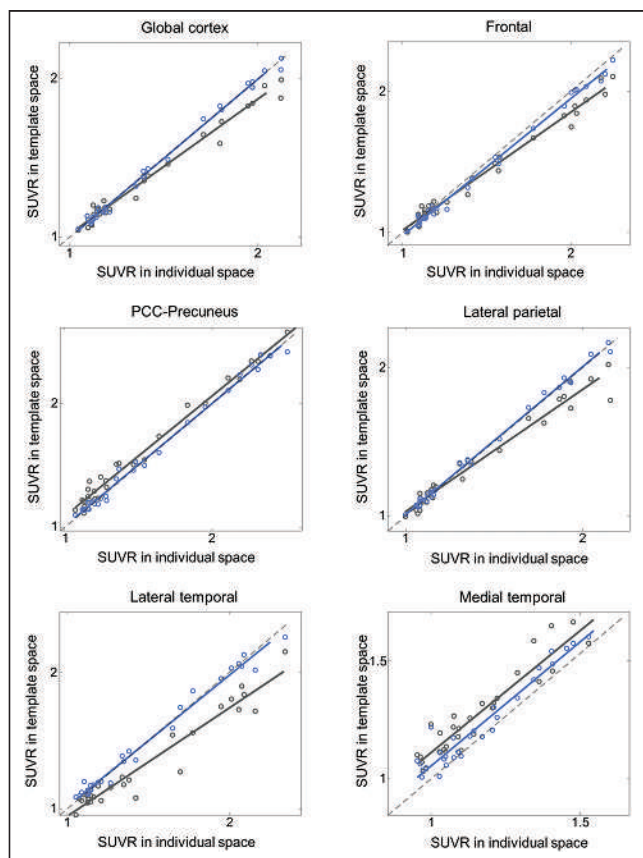 Global cortex
SUVR in template space
2
1
1
2
SUVR in individual space
Frontal
SUVR in template space
2
1
1
2
SUVR in individual space
PCC-Precuneus
SUVR in template space
2
1
1
2
SUVR in individual space
Lateral parietal
SUVR in template space
2
1
1
2
SUVR in individual space
Lateral temporal
SUVR in template space
2
1
1
2
SUVR in individual space
Medial temporal
SUVR in template space
1.5
1
1
1.5
SUVR in individual space